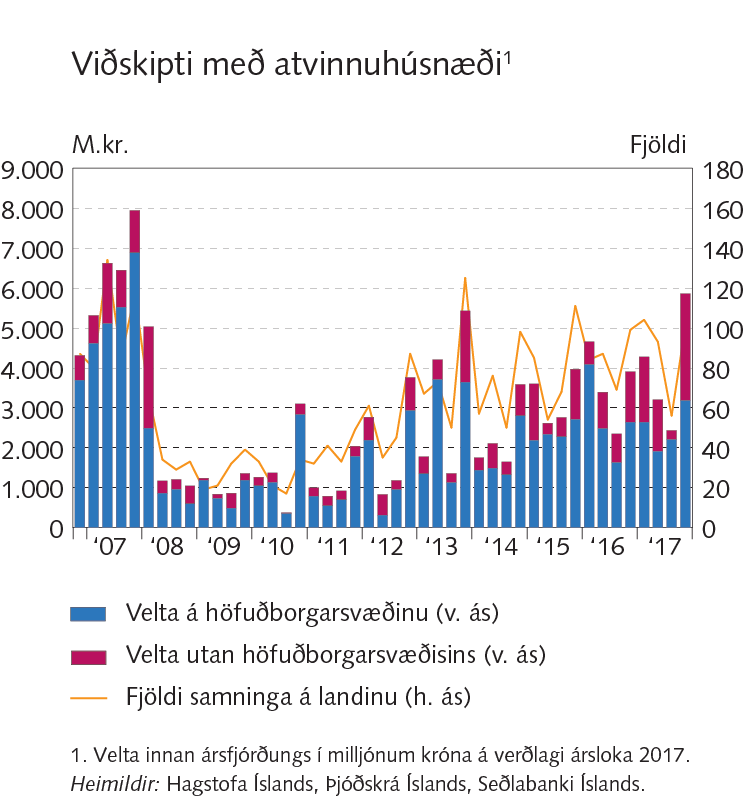 Viðskipti með atvinnuhúsnæði¹
M.kr. Fjöldi
9.000 180
8.000 160
7.000 140
6.000 120
5.000 100
4.000 80
3.000 60
2.000 40
1.000 20
0 0
‘07 ‘08 ‘09 ‘10 ‘11 ‘12 ‘13 ‘14 ‘15 ‘16 ‘17
Velta á höfuðborgarsvæðinu (v. ás)
Velta utan höfuðborgarsvæðisins (v. ás)
Fjöldi samninga á landinu (h. ás)
1. Velta innan ársfjórðungs í milljónum króna á verðlagi ársloka 2017.
Heimildir: Hagstofa Íslands, Þjóðskrá Íslands, Seðlabanki Íslands.